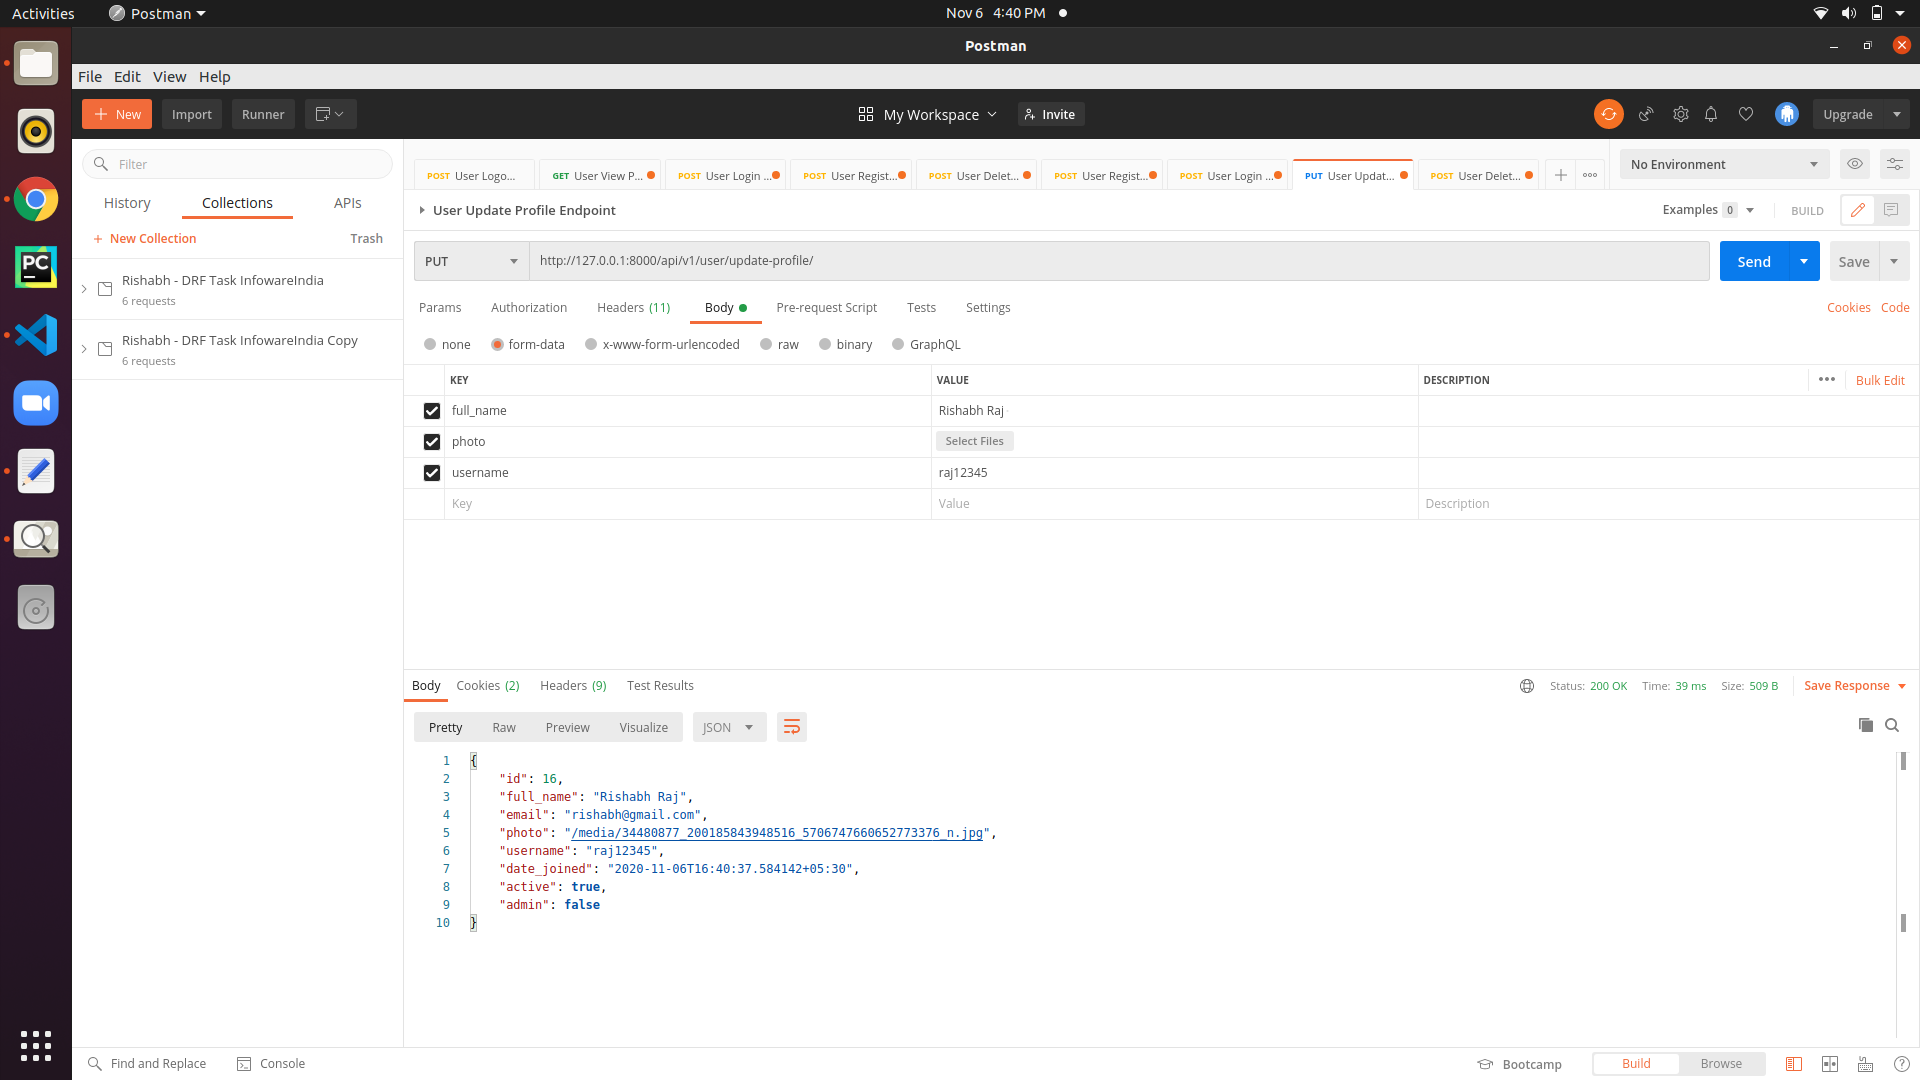 Activities Postman Nov 6 4:40 PM
Postman
File Edit View Help
New Import Runner My Workspace Invite Upgrade
Filter
POST User Logo... GET User View P... POST User Login ... POST User Regist... POST User Delet... POST User Regist... POST User Login ... PUT User Updat... POST User Delet... No Environment
History Collections APIs
User Update Profile Endpoint Examples 0 BUILD
New Collection Trash
PUT http://127.0.0.1:8000/api/v1/user/update-profile/ Send Save
Rishabh - DRF Task InfowareIndia
6 requests
Params Authorization Headers (11) Body Pre-request Script Tests Settings Cookies Code
Rishabh - DRF Task InfowareIndia Copy
6 requests
none form-data x-www-form-urlencoded raw binary GraphQL
KEY VALUE DESCRIPTION Bulk Edit
full_name Rishabh Raj
photo Select Files
username raj12345
Key Value Description
PC
Body Cookies (2) Headers (9) Test Results Status: 200 OK Time: 39 ms Size: 509 B Save Response
Pretty Raw Preview Visualize JSON
1 {
2 "id": 16,
3 "full_name": "Rishabh Raj",
4 "email": "rishabh@gmail.com",
5 "photo": "/media/34480877_200185843948516_5706747660652773376_n.jpg",
6 "username": "raj12345",
7 "date_joined": "2020-11-06T16:40:37.584142+05:30",
8 "active": true,
9 "admin": false
10 }
Find and Replace Console Bootcamp Build Browse